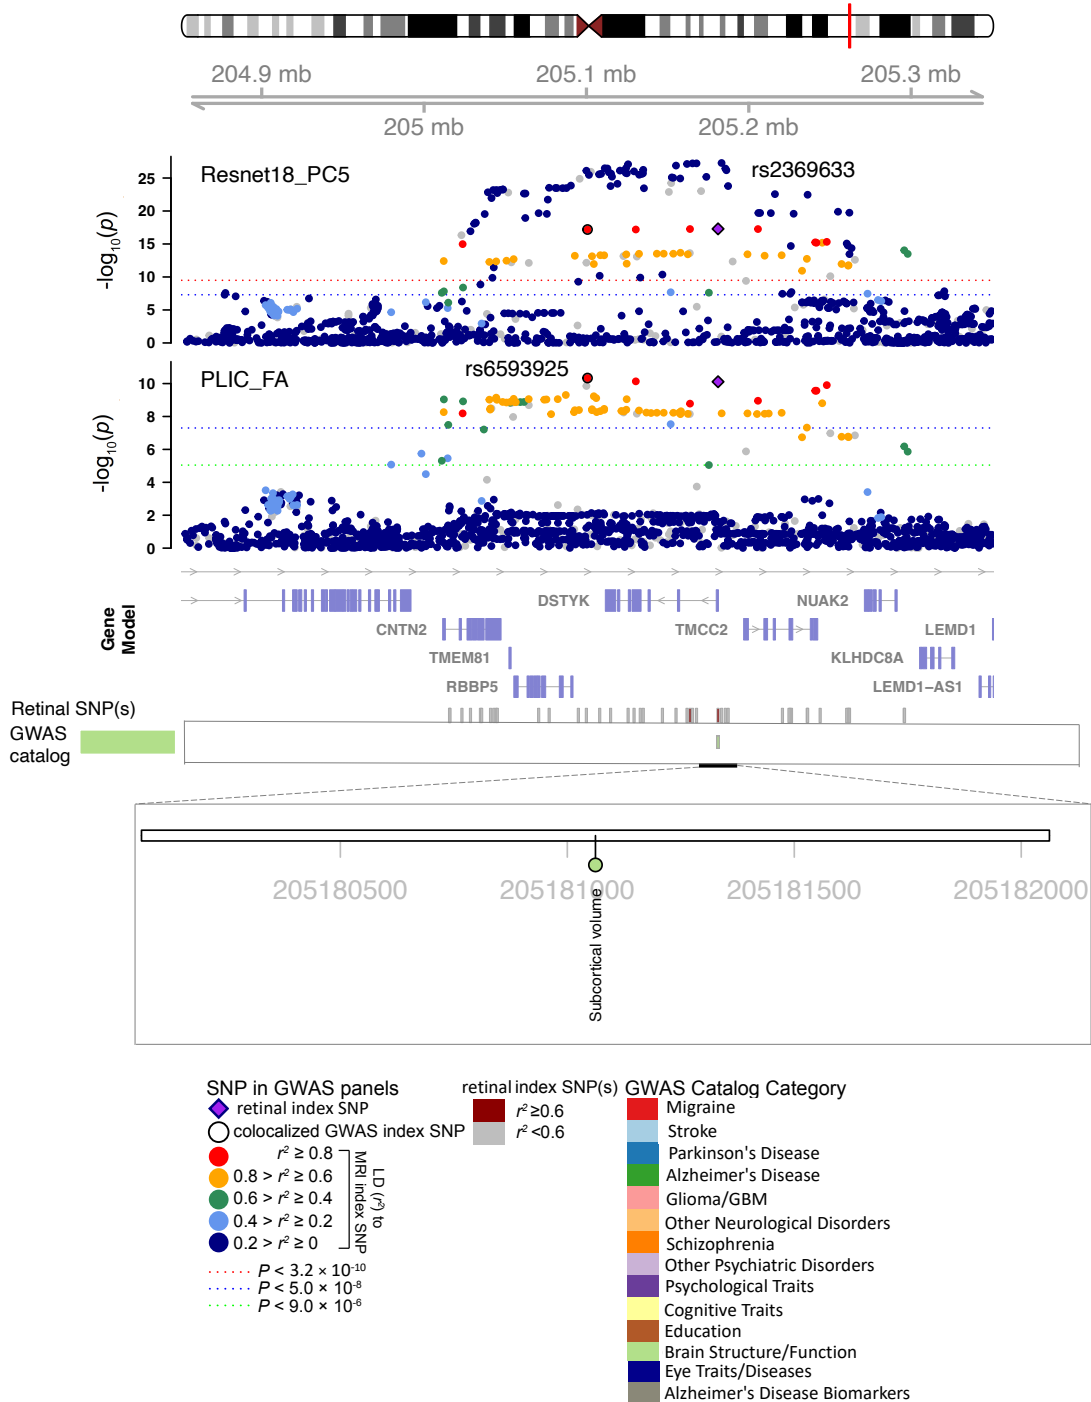 204.9 mb
205.1 mb
205.3 mb
205 mb
205.2 mb
Resnet18_PC5
rs2369633
-log10(p)
25
20
15
10
5
0
PLIC_FA
rs6593925
-log10(p)
10
8
6
4
2
0
Gene Model
DSTYK
NUAK2
CNTN2
TMCC2
LEMD1
TMEM81
KLHDC8A
RBBP5
LEMD1-AS1
Retinal SNP(s)
GWAS
catalog
205180500
205181000
205181500
205182000
Subcortical volume
SNP in GWAS panels
retinal index SNP
colocalized GWAS index SNP
r² ≥ 0.8
0.8 > r² ≥ 0.6
0.6 > r² ≥ 0.4
0.4 > r² ≥ 0.2
0.2 > r² ≥ 0
LD (r²) to
MRI index SNP
P < 3.2 × 10⁻¹⁰
P < 5.0 × 10⁻⁸
P < 9.0 × 10⁻⁶
retinal index SNP(s)
r² ≥0.6
r² <0.6
GWAS Catalog Category
Migraine
Stroke
Parkinson's Disease
Alzheimer's Disease
Glioma/GBM
Other Neurological Disorders
Schizophrenia
Other Psychiatric Disorders
Psychological Traits
Cognitive Traits
Education
Brain Structure/Function
Eye Traits/Diseases
Alzheimer's Disease Biomarkers